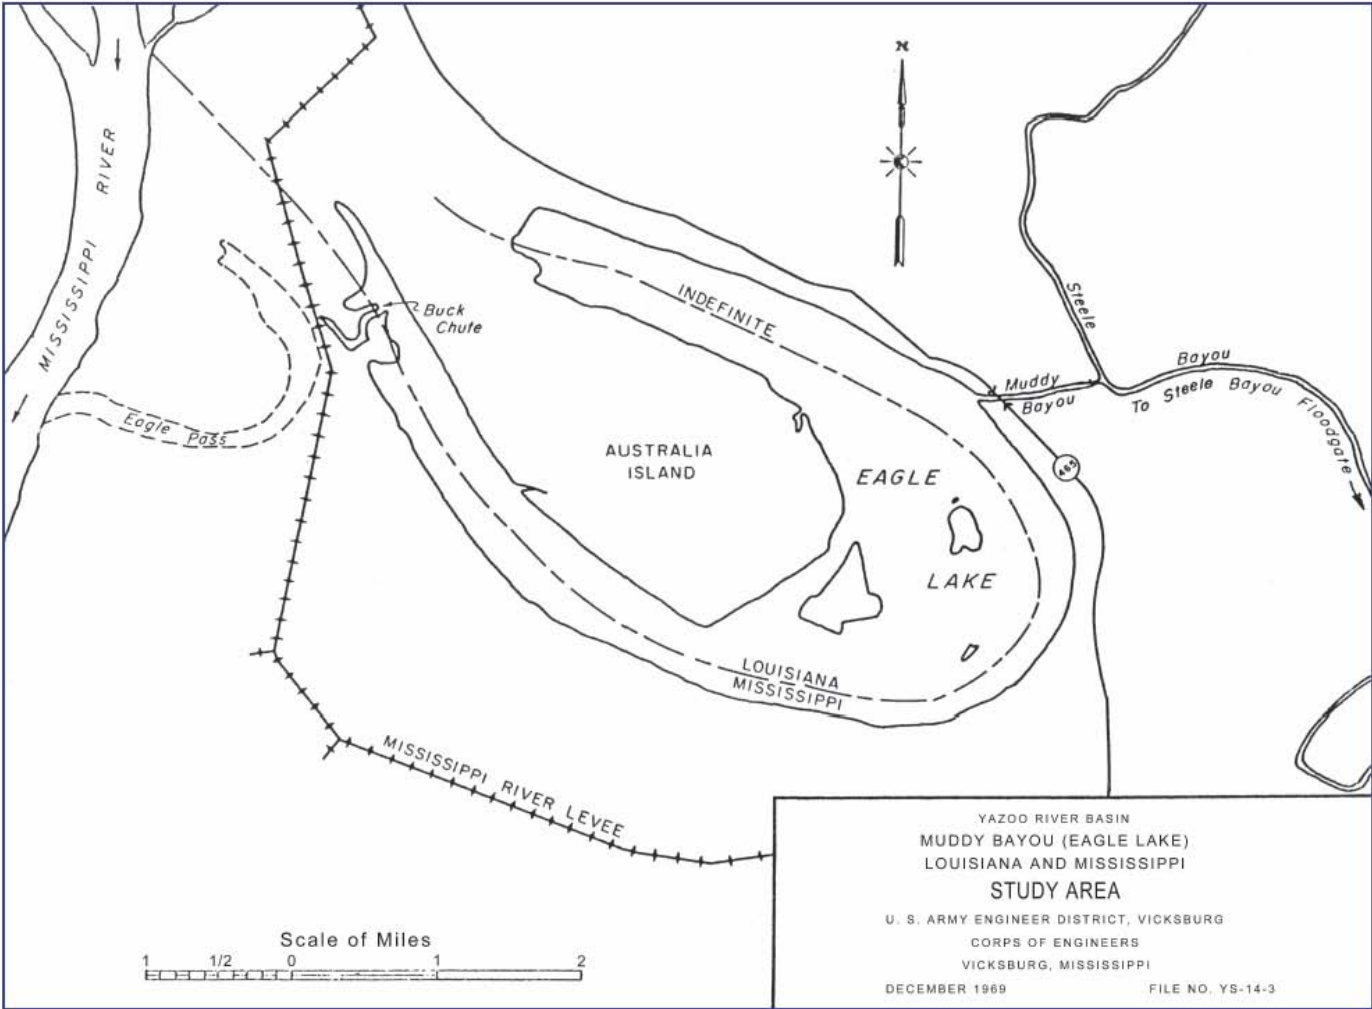 N
MISSISSIPPI RIVER
Buck
Chute
INDEFINITE
Steele
Bayou
Muddy
Bayou
To Steele Bayou Floodgate
465
Eagle Pass
AUSTRALIA
ISLAND
EAGLE
LAKE
LOUISIANA
MISSISSIPPI
MISSISSIPPI RIVER LEVEE
Scale of Miles
1 1/2 0 1 2
YAZOO RIVER BASIN
MUDDY BAYOU (EAGLE LAKE)
LOUISIANA AND MISSISSIPPI
STUDY AREA
U. S. ARMY ENGINEER DISTRICT, VICKSBURG
CORPS OF ENGINEERS
VICKSBURG, MISSISSIPPI
DECEMBER 1969 FILE NO. YS-14-3